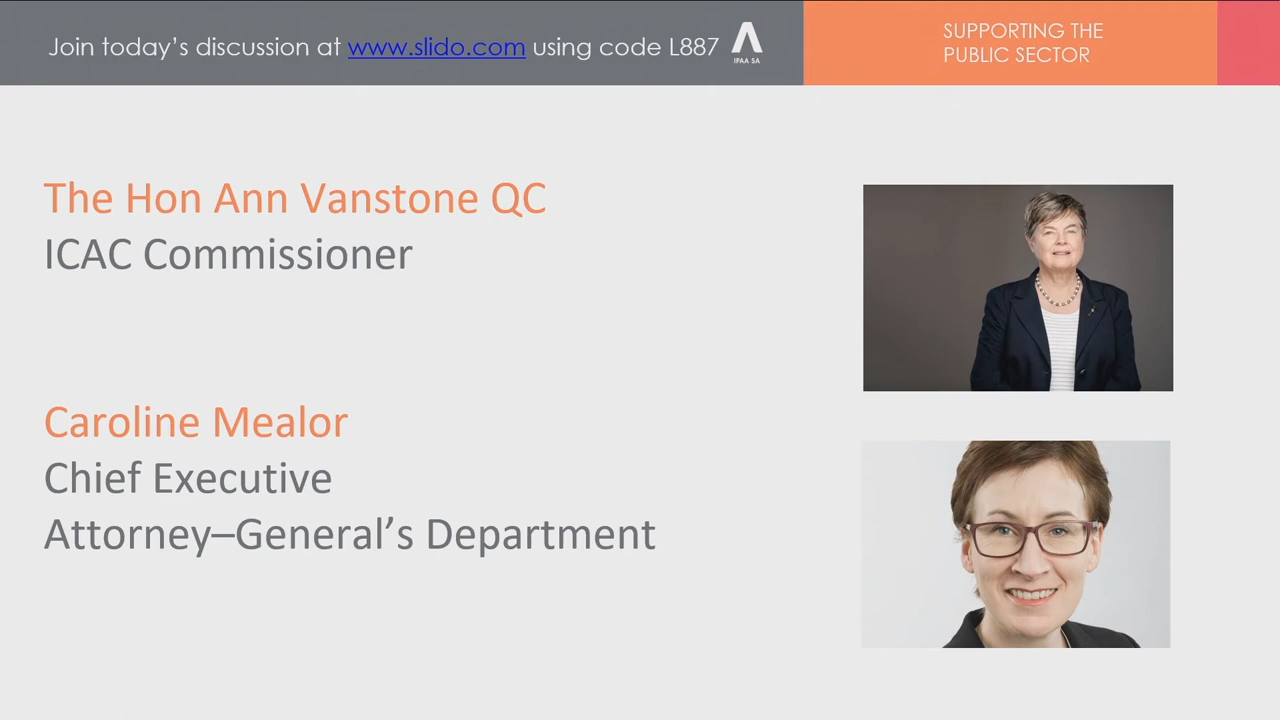 Join today’s discussion at www.slido.com using code L887
IPAA SA
SUPPORTING THE
PUBLIC SECTOR
The Hon Ann Vanstone QC
ICAC Commissioner
Caroline Mealor
Chief Executive
Attorney–General’s Department